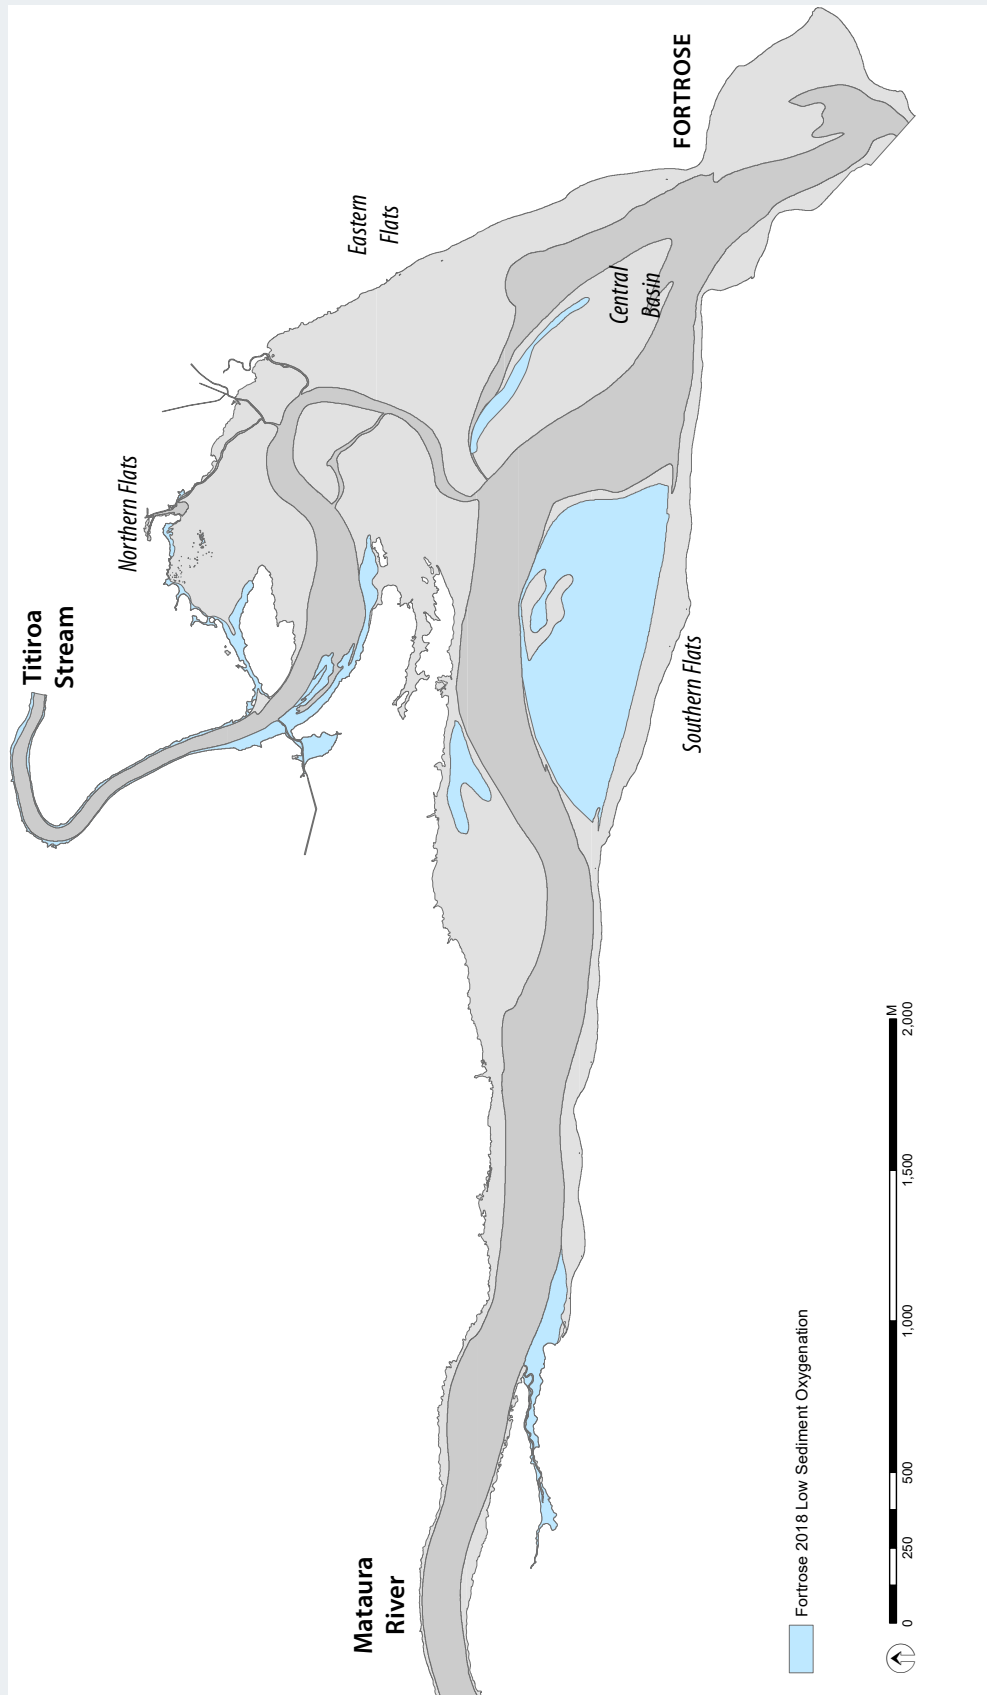 Titiroa
Stream
Northern Flats
Eastern
Flats
FORTROSE
Central
Basin
Southern Flats
Mataura
River
Fortrose 2018 Low Sediment Oxygenation
0 250 500 1,000 1,500 2,000
M